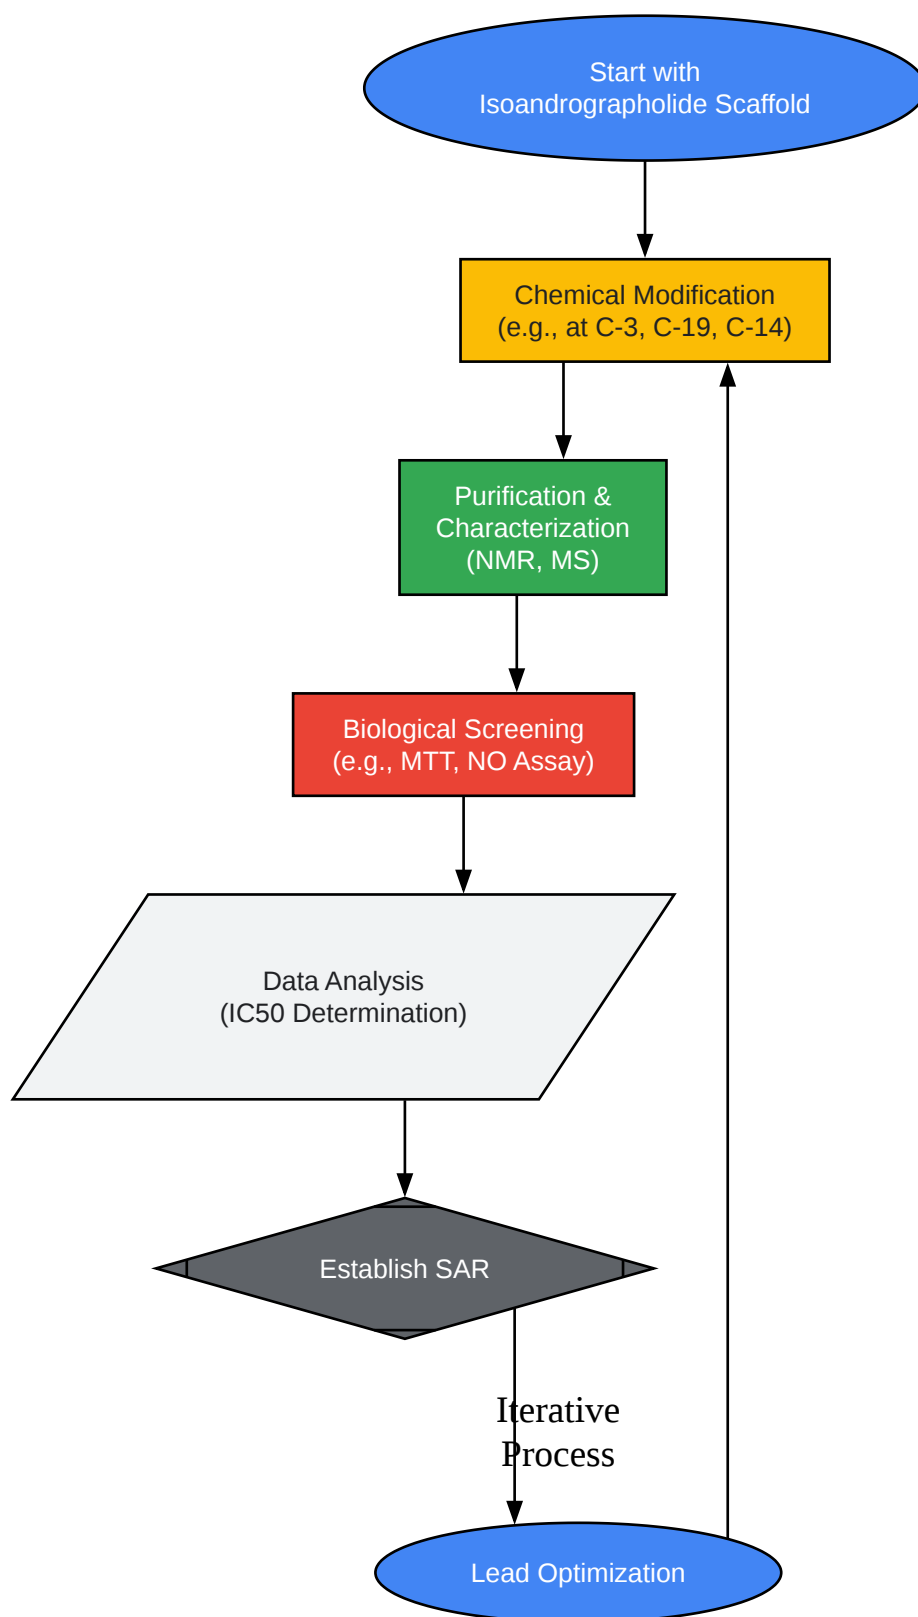 Start with
Isoandrographolide Scaffold
Chemical Modification
(e.g., at C-3, C-19, C-14)
Purification &
Characterization
(NMR, MS)
Biological Screening
(e.g., MTT, NO Assay)
Data Analysis
(IC50 Determination)
Establish SAR
Iterative
Process
Lead Optimization